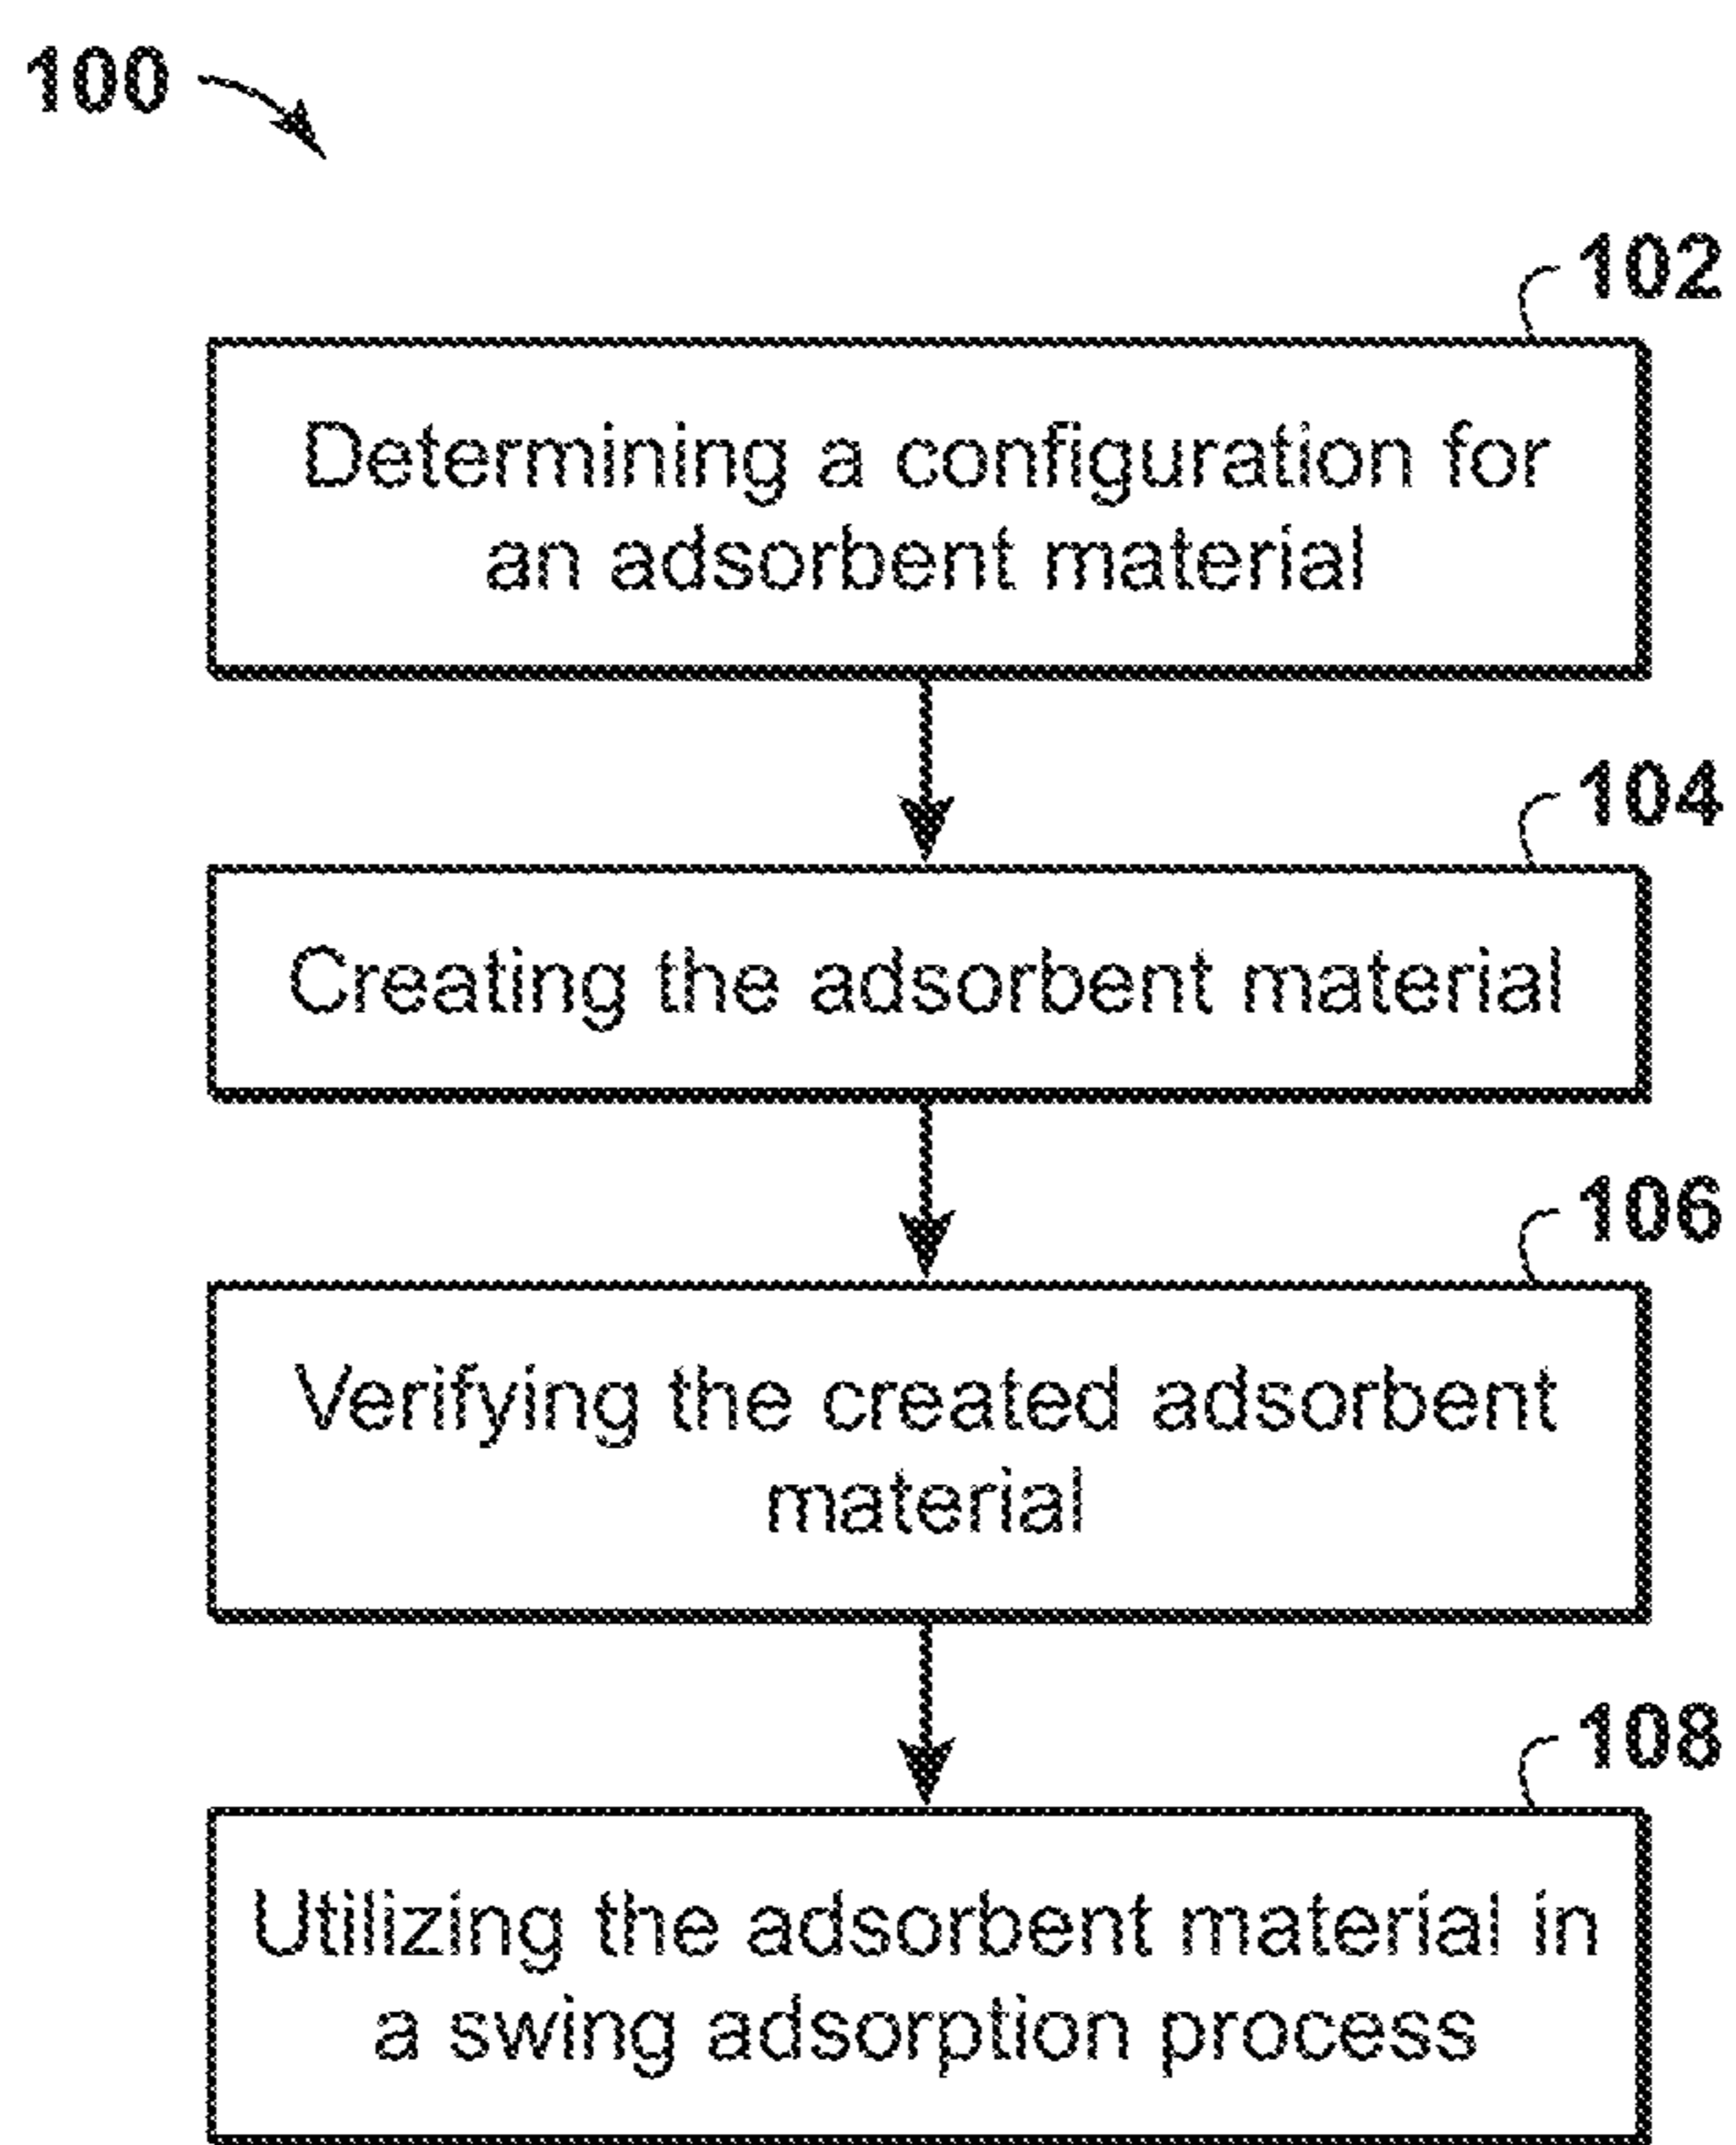 100
102
Determining a configuration for
an adsorbent material
104
Creating the adsorbent material
106
Verifying the created adsorbent
material
108
Utilizing the adsorbent material in
a swing adsorption process